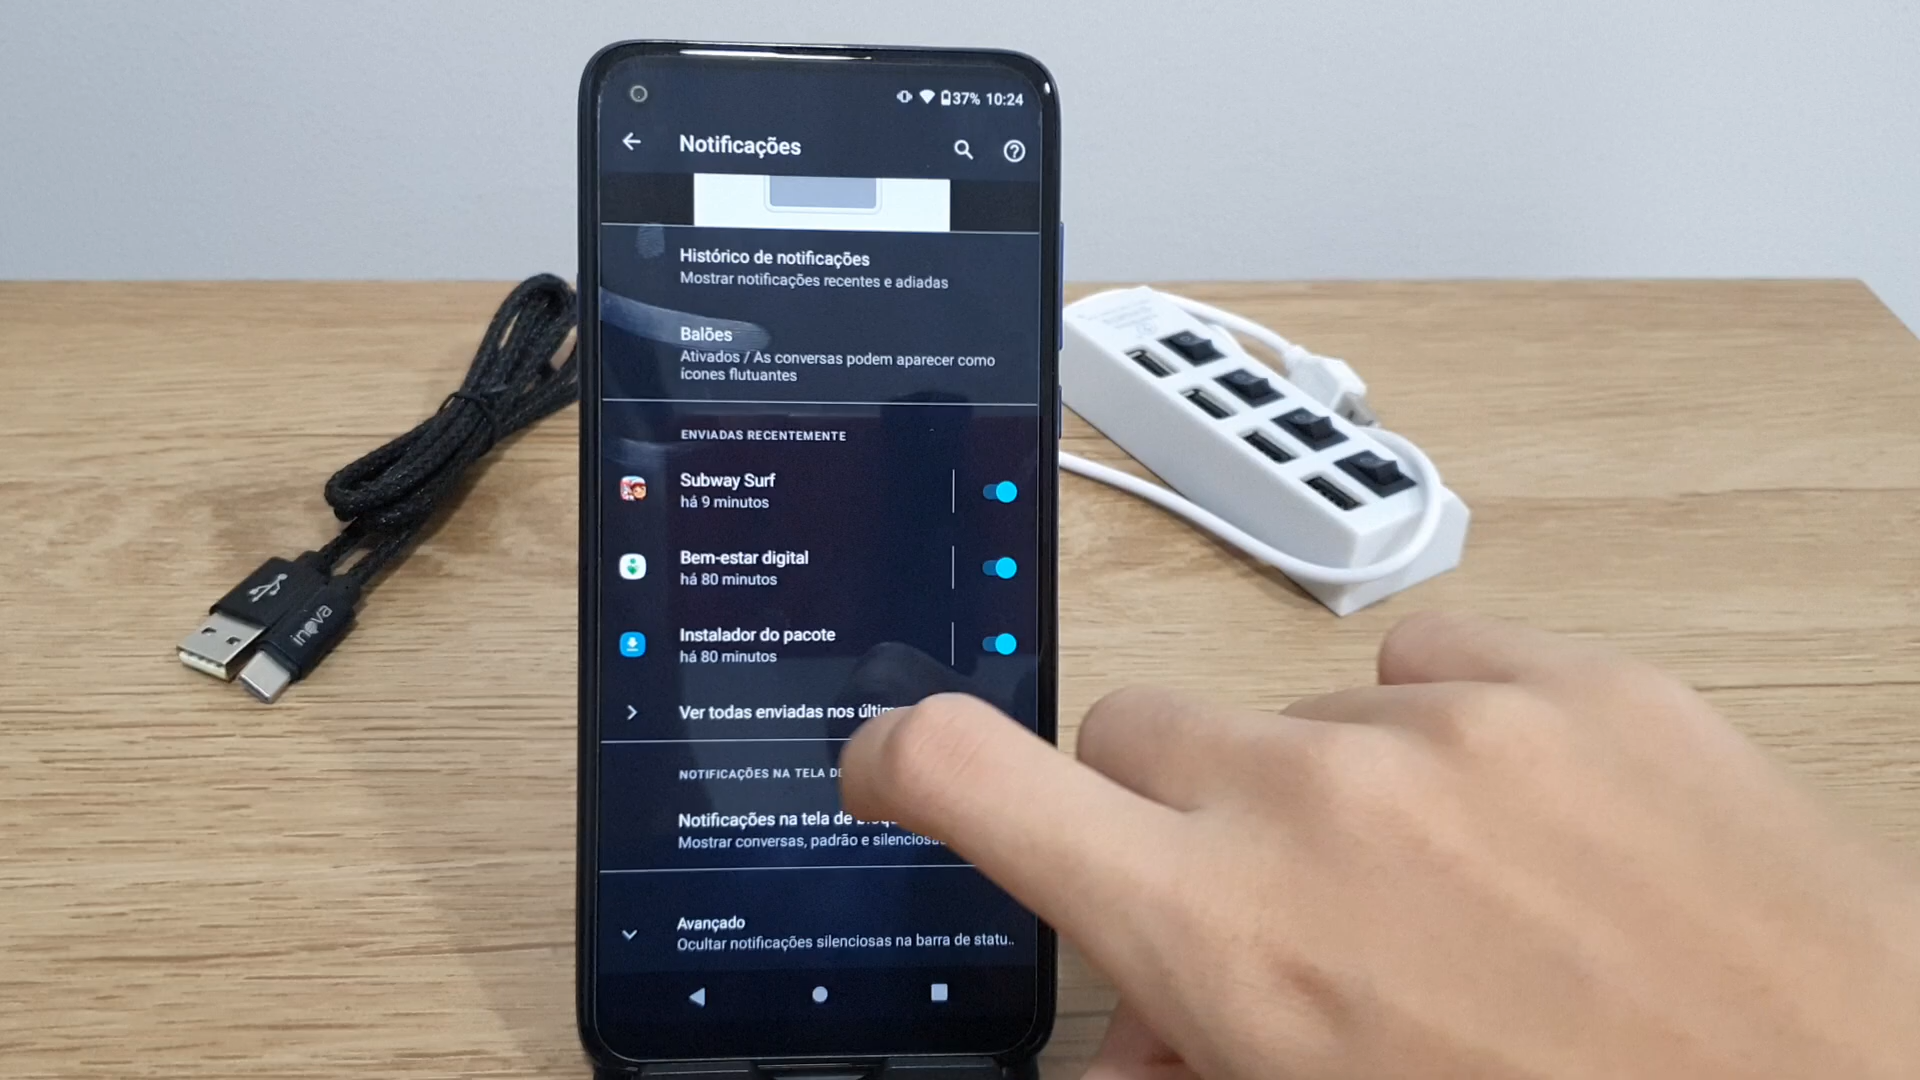 37% 10:24
Notificações
Histórico de notificações
Mostrar notificações recentes e adiadas
Balões
Ativados / As conversas podem aparecer como
ícones flutuantes
ENVIADAS RECENTEMENTE
Subway Surf
há 9 minutos
Bem-estar digital
há 80 minutos
Instalador do pacote
há 80 minutos
Ver todas enviadas nos
NOTIFICAÇÕES NA TELA
Notificações na tela de
Mostrar conversas, padrão e
Avançado
Ocultar notificações silenciosas na barra de statu..
inova